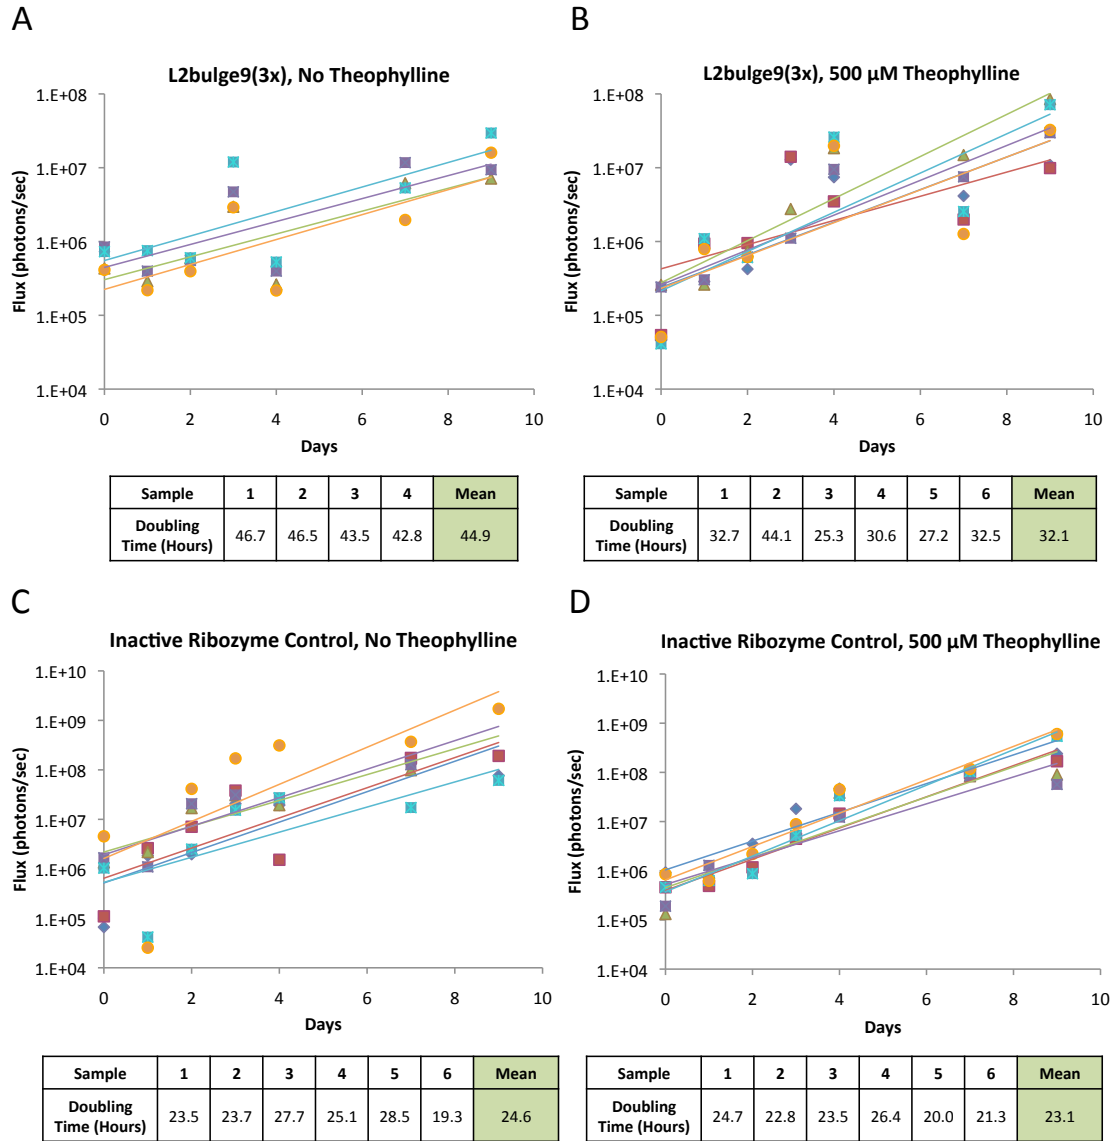 A
L2bulge9(3x), No Theophylline
1.E+08
1.E+07
1.E+06
1.E+05
1.E+04
Flux (photons/sec)
0 2 4 6 8 10
Days
Sample 1 2 3 4 Mean
Doubling Time (Hours) 46.7 46.5 43.5 42.8 44.9
B
L2bulge9(3x), 500 μM Theophylline
1.E+08
1.E+07
1.E+06
1.E+05
1.E+04
Flux (photons/sec)
0 2 4 6 8 10
Days
Sample 1 2 3 4 5 6 Mean
Doubling Time (Hours) 32.7 44.1 25.3 30.6 27.2 32.5 32.1
C
Inactive Ribozyme Control, No Theophylline
1.E+10
1.E+09
1.E+08
1.E+07
1.E+06
1.E+05
1.E+04
Flux (photons/sec)
0 2 4 6 8 10
Days
Sample 1 2 3 4 5 6 Mean
Doubling Time (Hours) 23.5 23.7 27.7 25.1 28.5 19.3 24.6
D
Inactive Ribozyme Control, 500 μM Theophylline
1.E+10
1.E+09
1.E+08
1.E+07
1.E+06
1.E+05
1.E+04
Flux (photons/sec)
0 2 4 6 8 10
Days
Sample 1 2 3 4 5 6 Mean
Doubling Time (Hours) 24.7 22.8 23.5 26.4 20.0 21.3 23.1